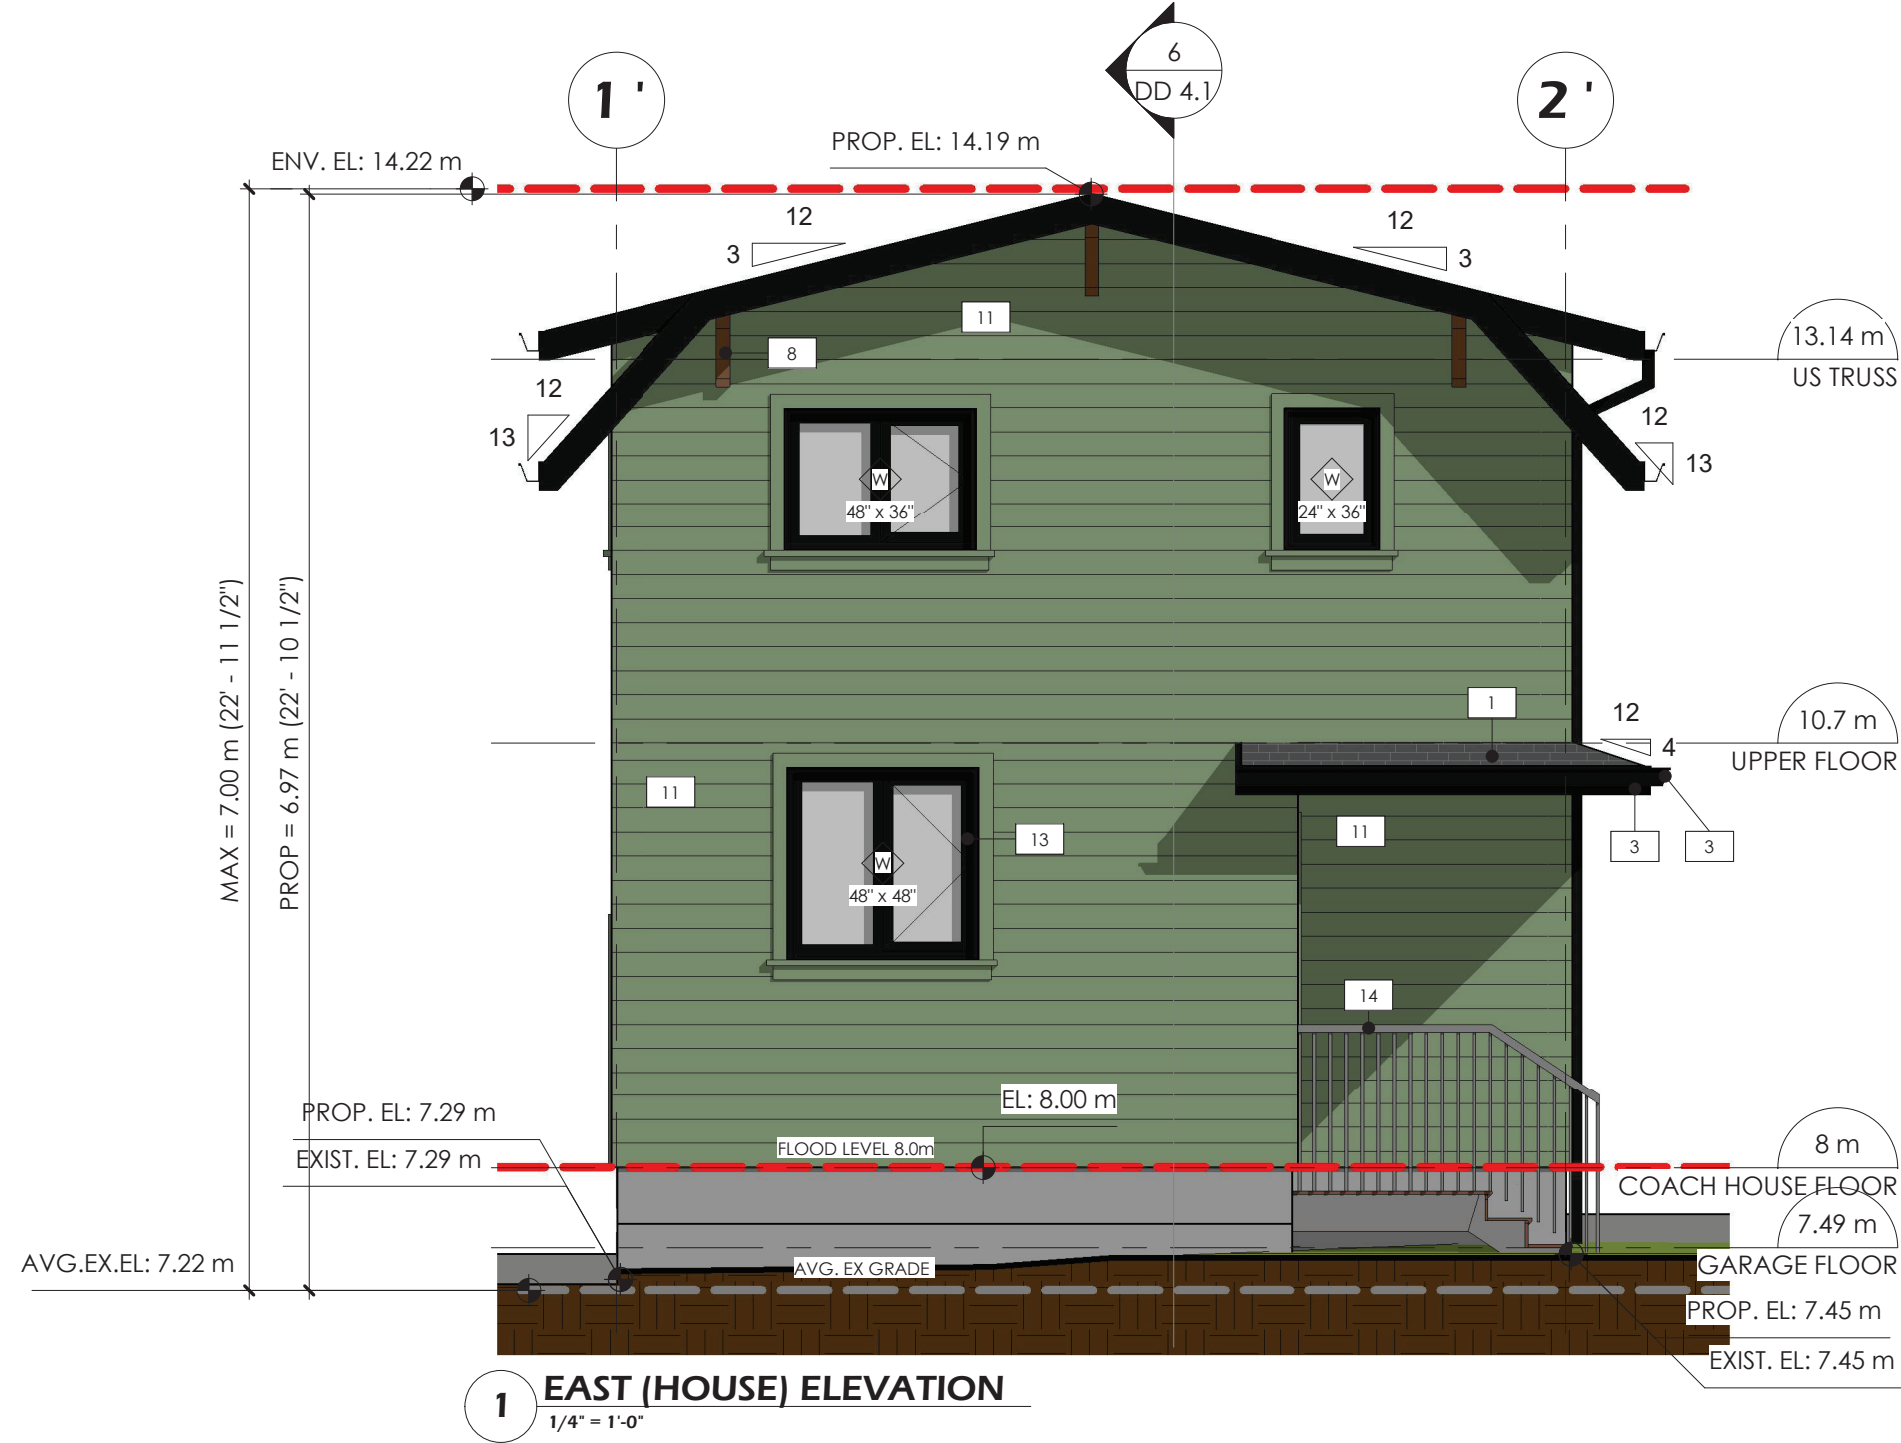 6
DD 4.1
1 '
2 '
PROP. EL: 14.19 m
ENV. EL: 14.22 m
12
3
12
3
11
8
13.14 m
US TRUSS
12
13
12
13
W
48" x 36"
W
24" x 36"
MAX = 7.00 m (22' - 11 1/2")
PROP = 6.97 m (22' - 10 1/2")
1
12
4
10.7 m
UPPER FLOOR
11
13
11
3
3
W
48" x 48"
14
EL: 8.00 m
PROP. EL: 7.29 m
FLOOD LEVEL 8.0m
EXIST. EL: 7.29 m
8 m
COACH HOUSE FLOOR
7.49 m
GARAGE FLOOR
AVG.EX.EL: 7.22 m
AVG. EX GRADE
PROP. EL: 7.45 m
EXIST. EL: 7.45 m
1
EAST (HOUSE) ELEVATION
1/4" = 1'-0"